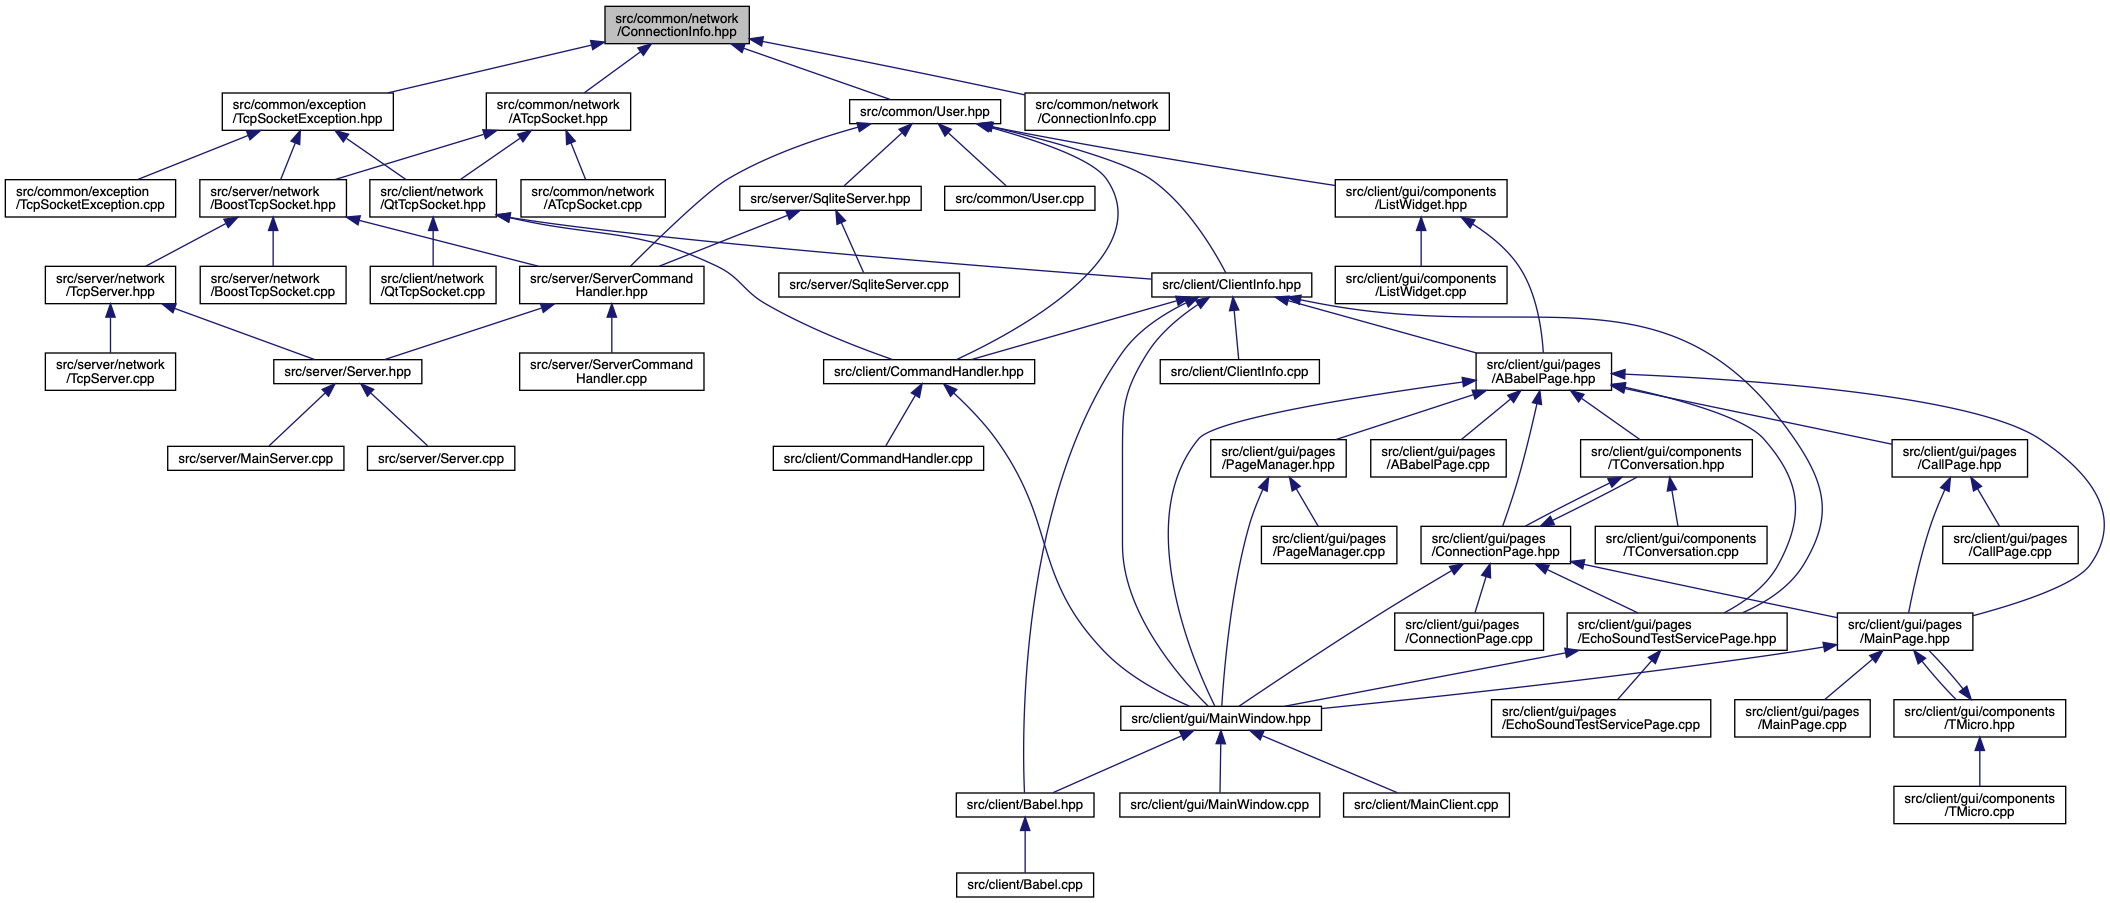 src/common/network
/ConnectionInfo.hpp
src/common/exception
/TcpSocketException.hpp
src/common/network
/ATcpSocket.hpp
src/common/User.hpp
src/common/network
/ConnectionInfo.cpp
src/common/exception
/TcpSocketException.cpp
src/server/network
/BoostTcpSocket.hpp
src/client/network
/QtTcpSocket.hpp
src/common/network
/ATcpSocket.cpp
src/server/SqliteServer.hpp
src/common/User.cpp
src/client/gui/components
/ListWidget.hpp
src/server/network
/TcpServer.hpp
src/server/network
/BoostTcpSocket.cpp
src/client/network
/QtTcpSocket.cpp
src/server/ServerCommand
Handler.hpp
src/server/SqliteServer.cpp
src/client/ClientInfo.hpp
src/client/gui/components
/ListWidget.cpp
src/server/network
/TcpServer.cpp
src/server/Server.hpp
src/server/ServerCommand
Handler.cpp
src/client/CommandHandler.hpp
src/client/ClientInfo.cpp
src/client/gui/pages
/ABabelPage.hpp
src/server/MainServer.cpp
src/server/Server.cpp
src/client/CommandHandler.cpp
src/client/gui/pages
/PageManager.hpp
src/client/gui/pages
/ABabelPage.cpp
src/client/gui/components
/TConversation.hpp
src/client/gui/pages
/CallPage.hpp
src/client/gui/pages
/PageManager.cpp
src/client/gui/pages
/ConnectionPage.hpp
src/client/gui/components
/TConversation.cpp
src/client/gui/pages
/CallPage.cpp
src/client/gui/pages
/ConnectionPage.cpp
src/client/gui/pages
/EchoSoundTestServicePage.hpp
src/client/gui/pages
/MainPage.hpp
src/client/gui/MainWindow.hpp
src/client/gui/pages
/EchoSoundTestServicePage.cpp
src/client/gui/pages
/MainPage.cpp
src/client/gui/components
/TMicro.hpp
src/client/Babel.hpp
src/client/gui/MainWindow.cpp
src/client/MainClient.cpp
src/client/gui/components
/TMicro.cpp
src/client/Babel.cpp